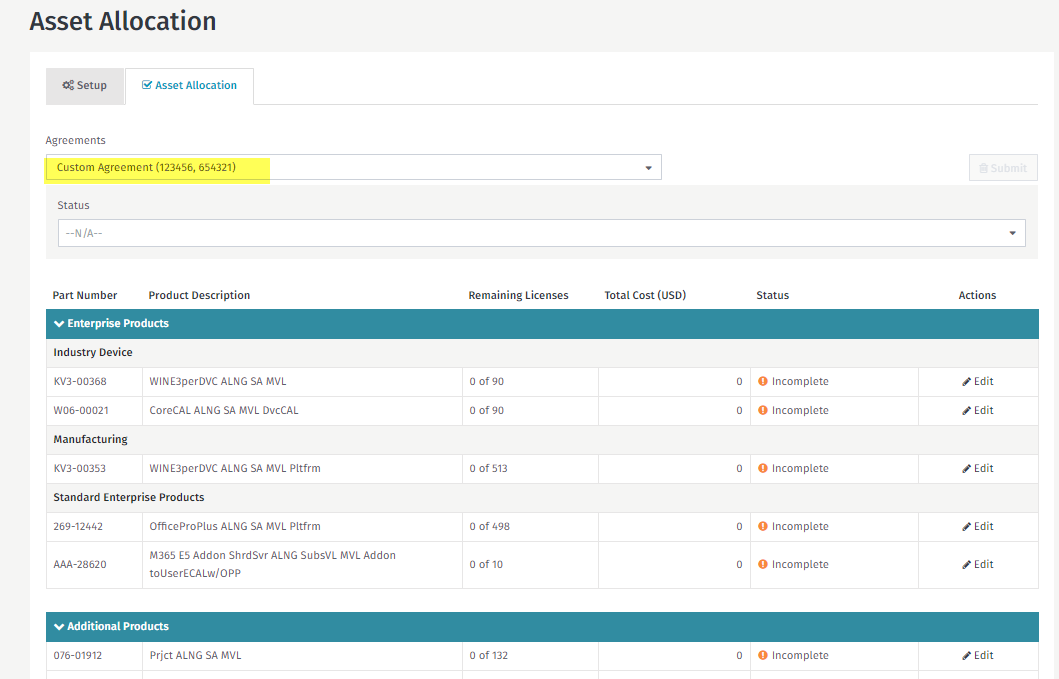 Asset Allocation
Setup
Asset Allocation
Agreements
Custom Agreement (123456, 654321)
Submit
Status
--N/A--
Part Number Product Description Remaining Licenses Total Cost (USD) Status Actions
Enterprise Products
Industry Device
KV3-00368 WINE3perDVC ALNG SA MVL 0 of 90 0 Incomplete Edit
W06-00021 CoreCAL ALNG SA MVL DvcCAL 0 of 90 0 Incomplete Edit
Manufacturing
KV3-00353 WINE3perDVC ALNG SA MVL Pltfrm 0 of 513 0 Incomplete Edit
Standard Enterprise Products
269-12442 OfficeProPlus ALNG SA MVL Pltfrm 0 of 498 0 Incomplete Edit
AAA-28620 M365 E5 Addon ShrdSvr ALNG SubsVL MVL Addon
toUserECALw/OPP 0 of 10 0 Incomplete Edit
Additional Products
076-01912 Prjct ALNG SA MVL 0 of 132 0 Incomplete Edit